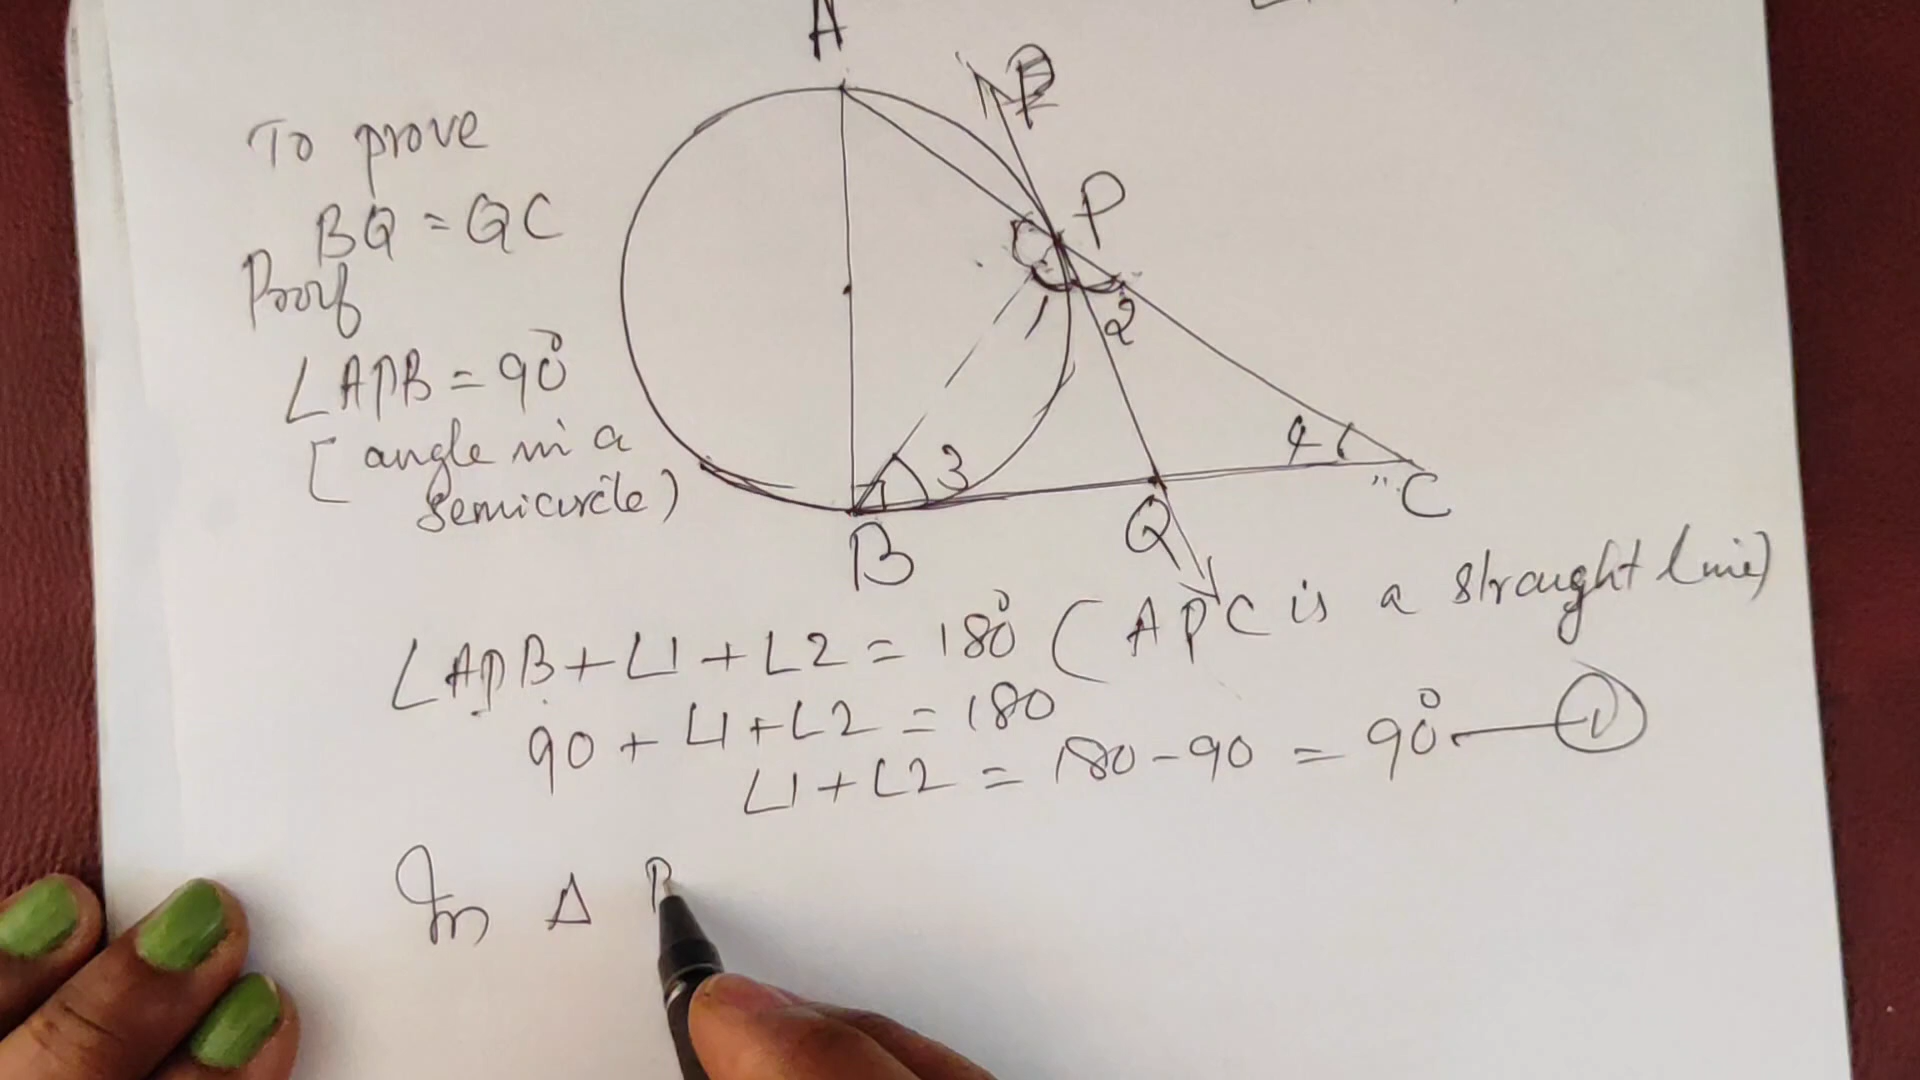 A
P
P
To prove
BQ = QC
Proof
∠APB = 90°
[angle in a
semicircle)
1
2
3
4
B
Q
C
∠APB + ∠1 + ∠2 = 180° (APC is a straught line)
90 + ∠1 + ∠2 = 180
∠1 + ∠2 = 180 - 90 = 90° — ①
In Δ P